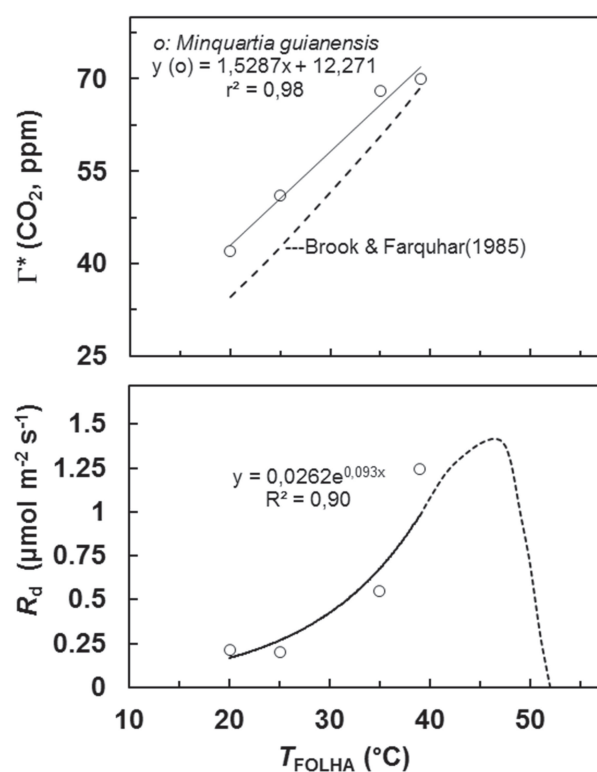 o: Minquartia guianensis
y (o) = 1,5287x + 12,271
r² = 0,98
70
55
40
25
Γ* (CO₂, ppm)
---Brook & Farquhar(1985)
1.5
1.25
1
0.75
0.5
0.25
0
R_d (µmol m⁻² s⁻¹)
y = 0,0262e^0,093x
R² = 0,90
10 20 30 40 50
T_FOLHA (°C)